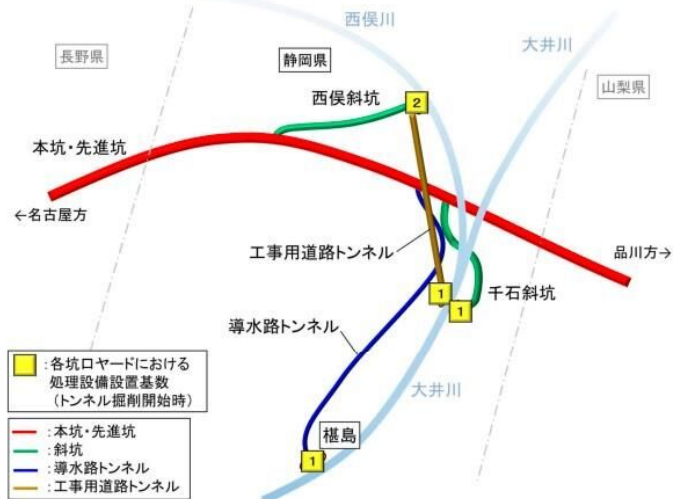 西俣川
大井川
長野県
静岡県
山梨県
西俣斜坑
2
本坑・先進坑
←名古屋方
工事用道路トンネル
品川方→
1
1
千石斜坑
導水路トンネル
大井川
:各坑口ヤードにおける
処理設備設置基数
(トンネル掘削開始時)
椹島
1
:本坑・先進坑
:斜坑
:導水路トンネル
:工事用道路トンネル